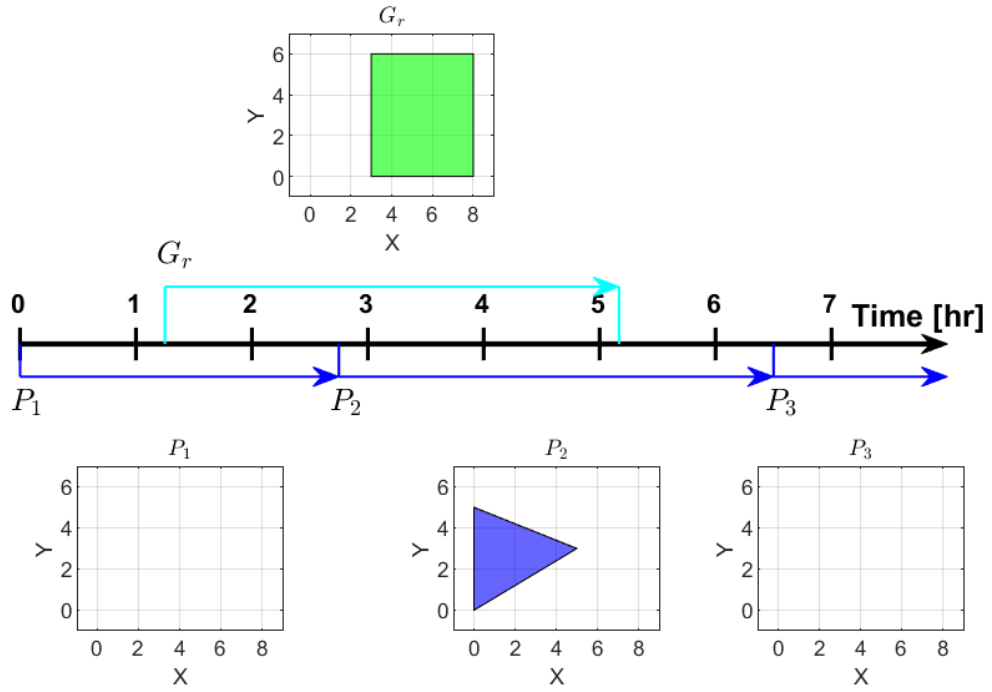 G_r
6
4
2
0
Y
0 2 4 6 8
X
G_r
0 1 2 3 4 5 6 7
Time [hr]
P_1 P_2 P_3
P_1 P_2 P_3
6 6 6
4 4 4
2 2 2
0 0 0
Y Y Y
0 2 4 6 8 0 2 4 6 8 0 2 4 6 8
X X X